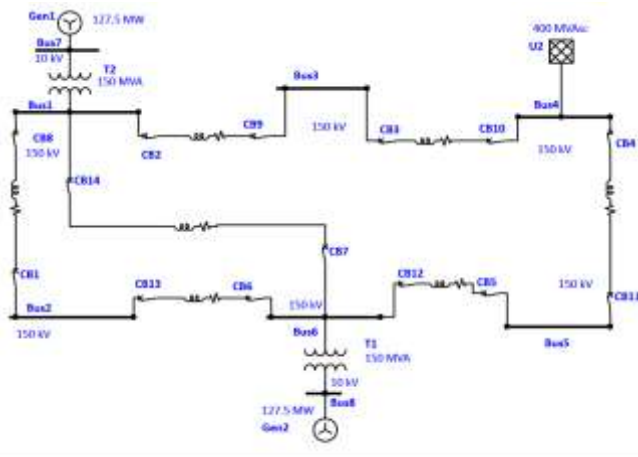 Gen1
127.5 MW
Bus7
10 kV
T2
150 MVA
Bus1
400 MVAsc
U2
Bus3
Bus4
CB8
150 kV
CB2
CB9
150 kV
CB3
CB10
150 kV
CB4
CB14
CB7
CB1
CB13
CB6
150 kV
CB12
CB5
150 kV
CB11
Bus2
150 kV
Bus6
Bus5
T1
150 MVA
10 kV
Bus8
127.5 MW
Gen2